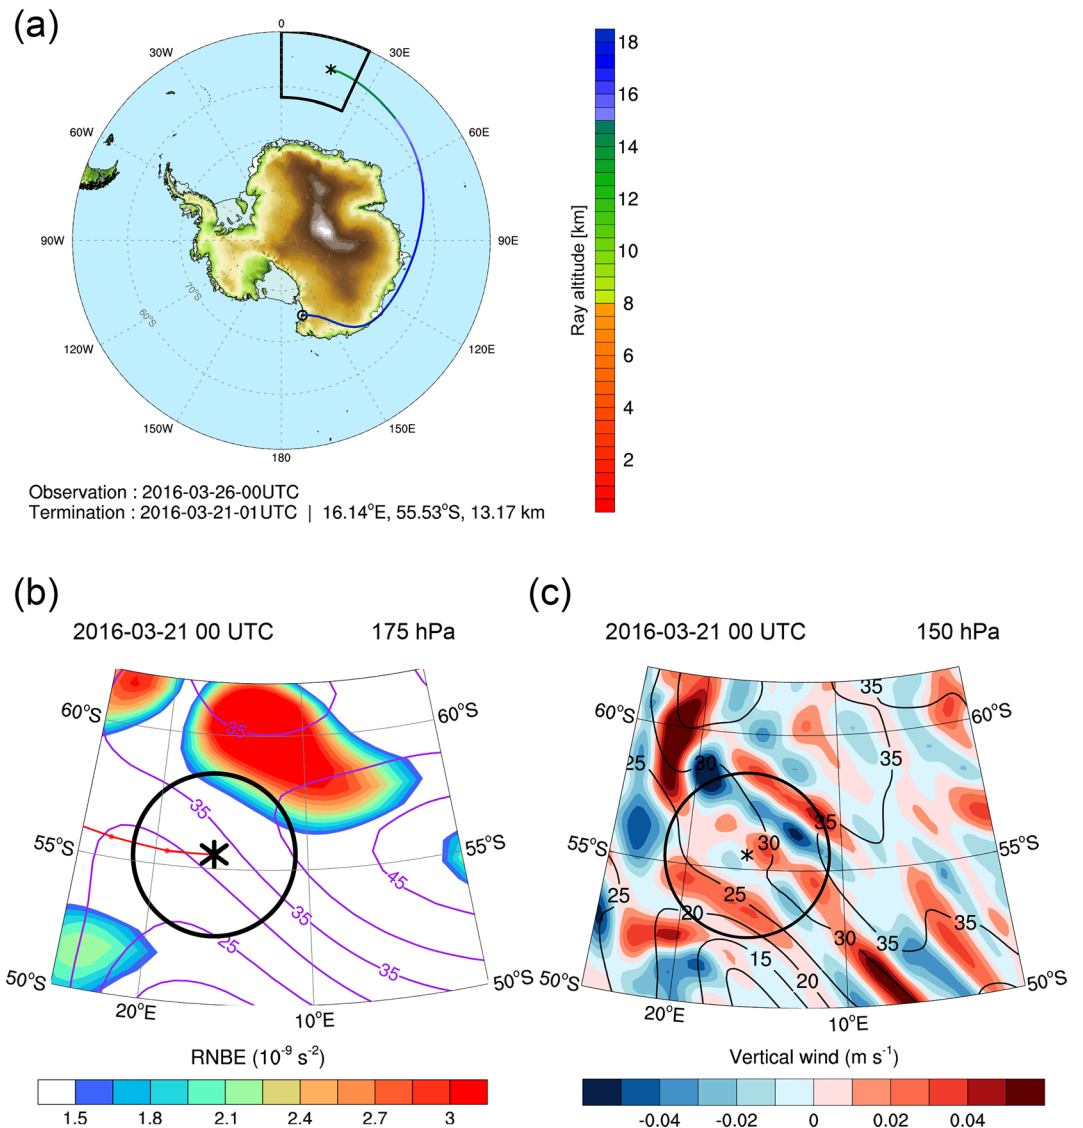 (a)
0
30W
30E
60W
60E
90W
90E
70°S
60°S
120W
120E
150W
150E
180
18
16
14
12
10
8
6
4
2
Ray altitude [km]
Observation : 2016-03-26-00UTC
Termination : 2016-03-21-01UTC | 16.14°E, 55.53°S, 13.17 km
(b)
2016-03-21 00 UTC 175 hPa
60°S
60°S
35
35
55°S
55°S
45
35
25
35
50°S
50°S
20°E
10°E
RNBE (10⁻⁹ s⁻²)
1.5 1.8 2.1 2.4 2.7 3
(c)
2016-03-21 00 UTC 150 hPa
35
60°S
60°S
25
30
35
35
30
55°S
55°S
25
25
20
35
30
35
15
20
50°S
50°S
20°E
10°E
Vertical wind (m s⁻¹)
-0.04 -0.02 0 0.02 0.04